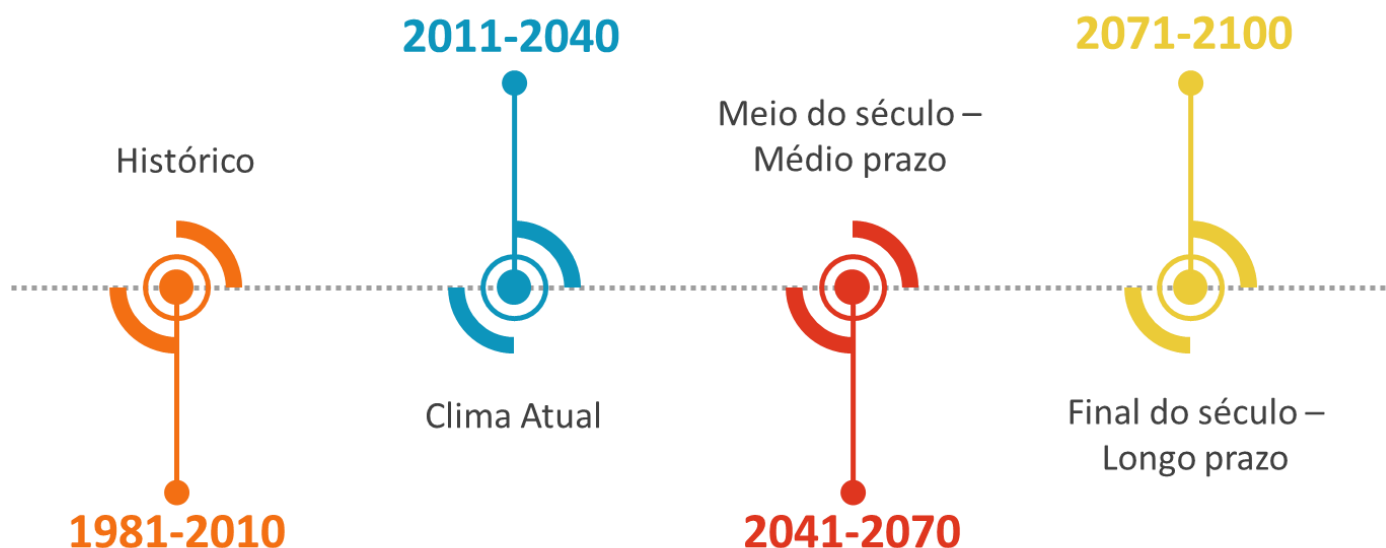 Histórico
1981-2010
2011-2040
Clima Atual
Meio do século –
Médio prazo
2041-2070
2071-2100
Final do século –
Longo prazo